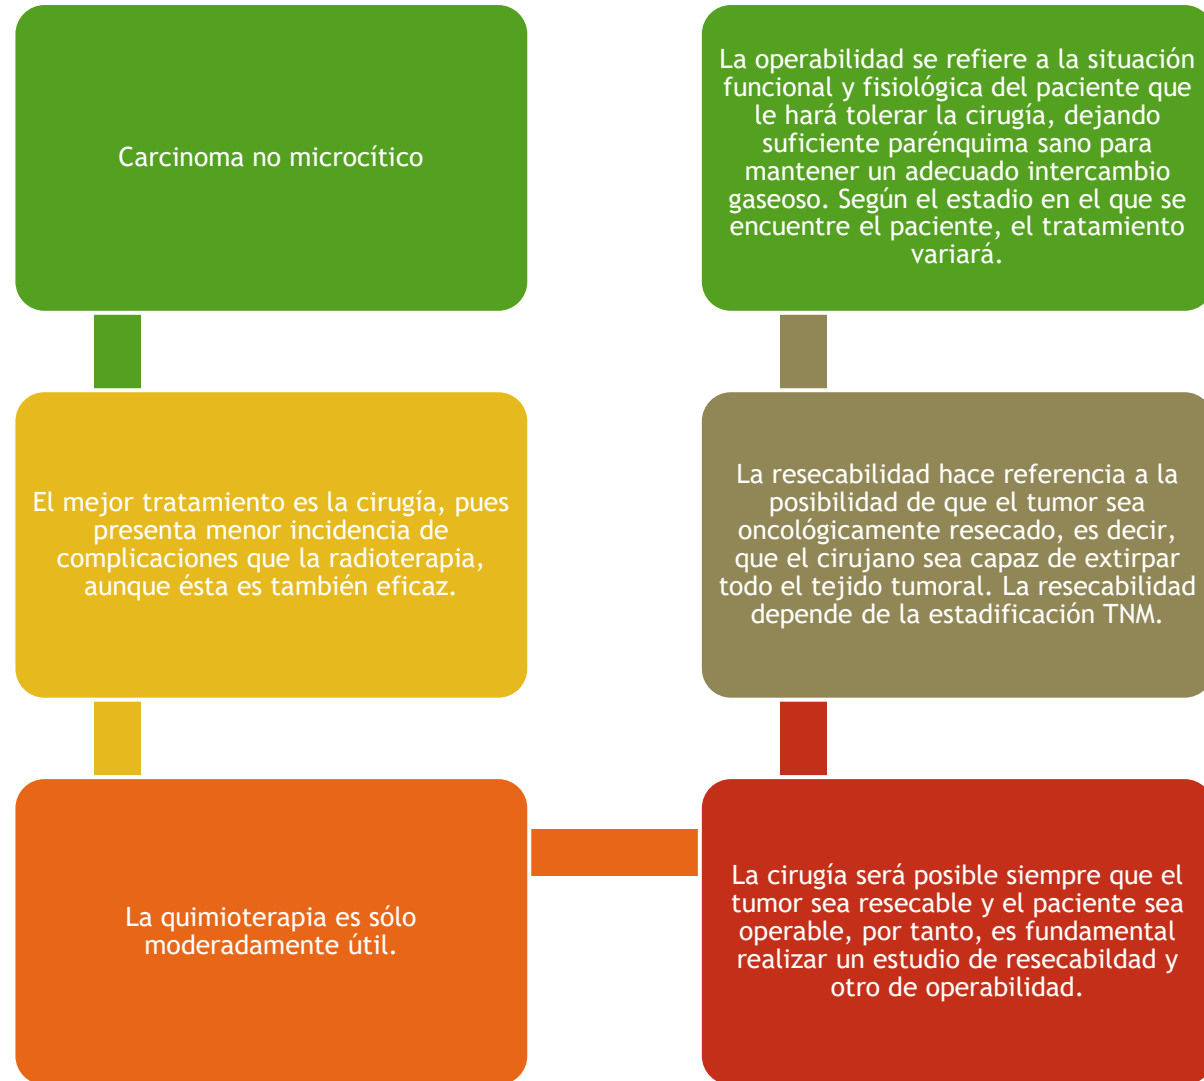 Carcinoma no microcítico
El mejor tratamiento es la cirugía, pues
presenta menor incidencia de
complicaciones que la radioterapia,
aunque ésta es también eficaz.
La quimioterapia es sólo
moderadamente útil.
La cirugía será posible siempre que el
tumor sea resecable y el paciente sea
operable, por tanto, es fundamental
realizar un estudio de resecabildad y
otro de operabilidad.
La resecabilidad hace referencia a la
posibilidad de que el tumor sea
oncológicamente resecado, es decir,
que el cirujano sea capaz de extirpar
todo el tejido tumoral. La resecabilidad
depende de la estadificación TNM.
La operabilidad se refiere a la situación
funcional y fisiológica del paciente que
le hará tolerar la cirugía, dejando
suficiente parénquima sano para
mantener un adecuado intercambio
gaseoso. Según el estadio en el que se
encuentre el paciente, el tratamiento
variará.